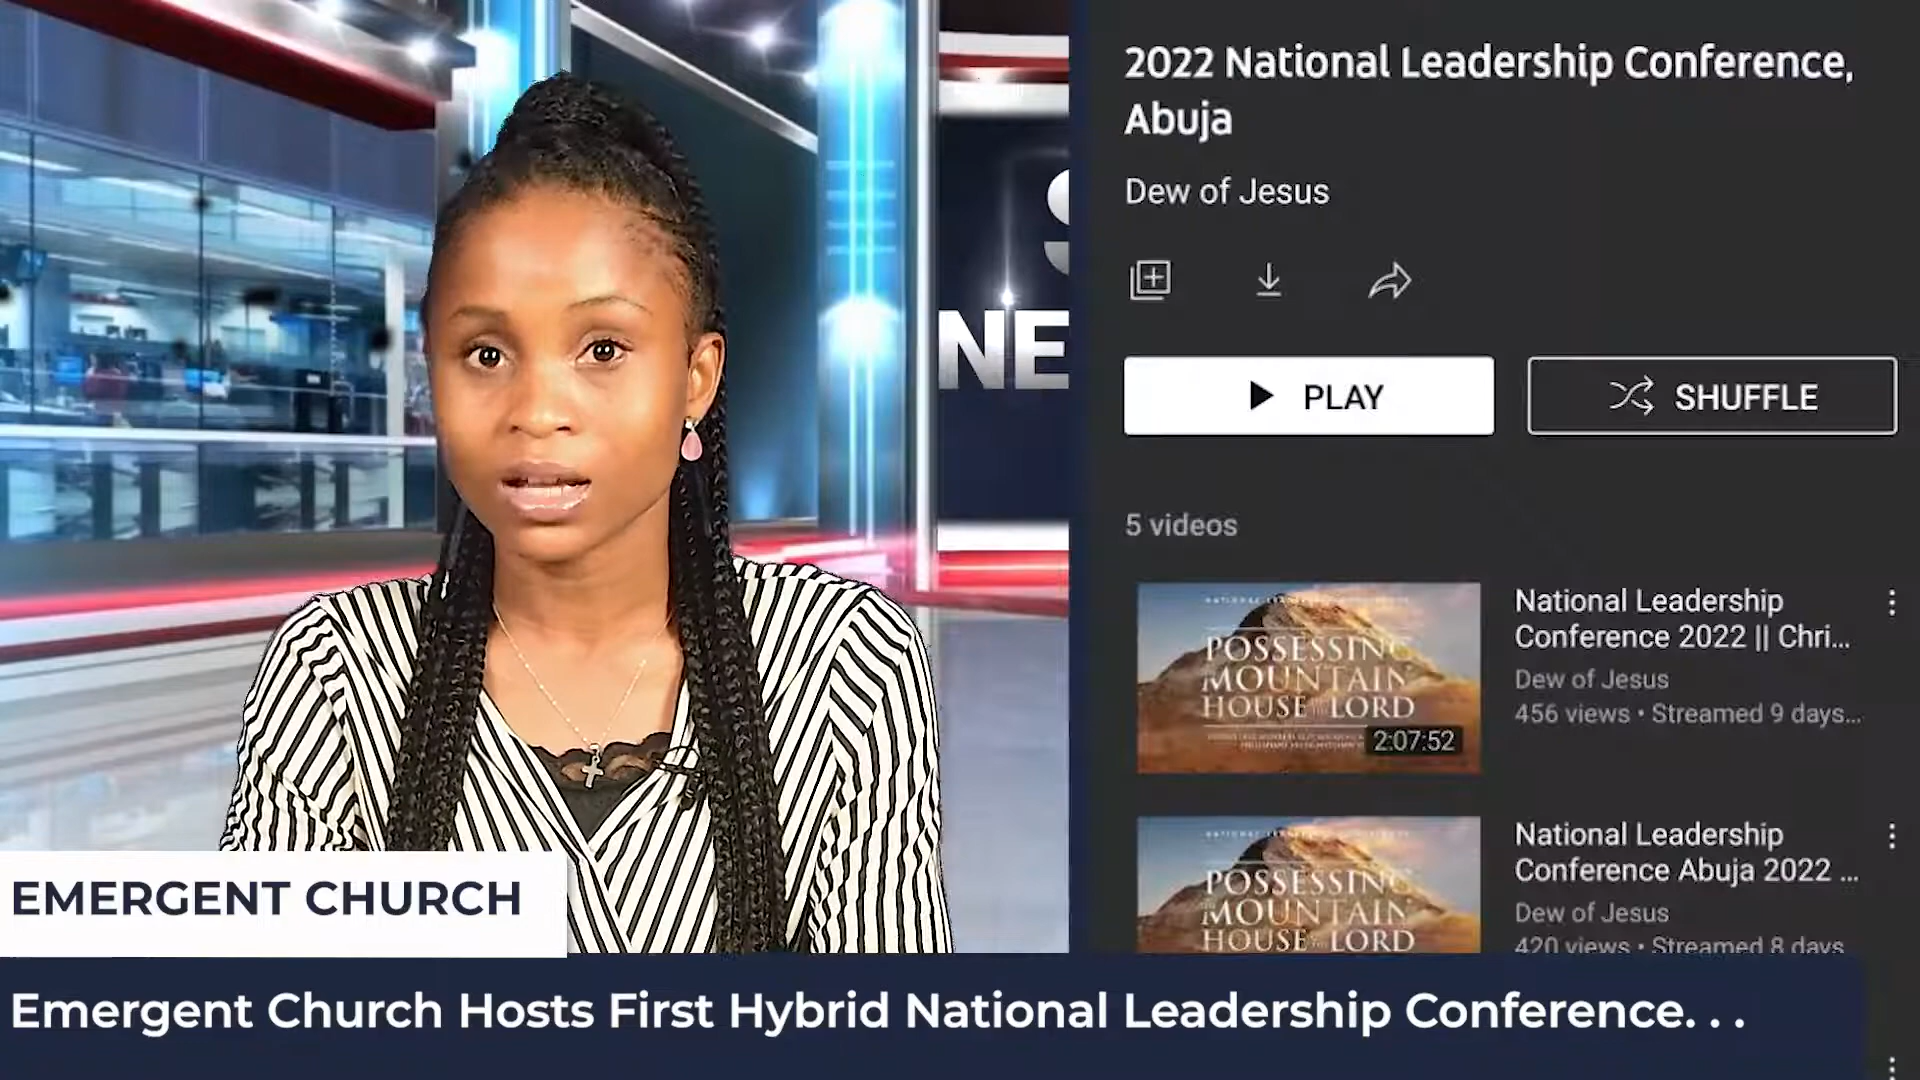 NE
EMERGENT CHURCH
Emergent Church Hosts First Hybrid National Leadership Conference. . .
2022 National Leadership Conference,
Abuja
Dew of Jesus
PLAY
SHUFFLE
5 videos
POSSESSING
MOUNTAIN
HOUSE LORD
2:07:52
National Leadership
Conference 2022 || Chri...
Dew of Jesus
456 views • Streamed 9 days...
POSSESSING
MOUNTAIN
HOUSE LORD
National Leadership
Conference Abuja 2022 ...
Dew of Jesus
420 views • Streamed 8 days